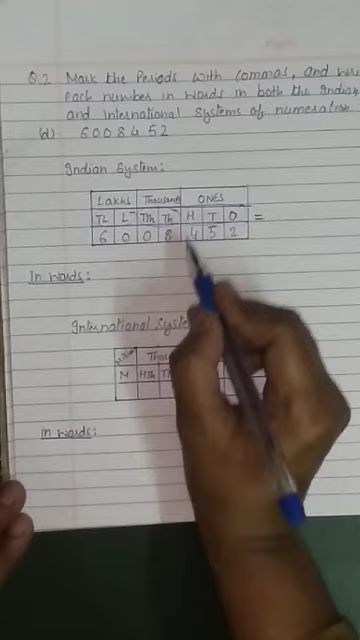 Q.2 Mark the Periods with commas, and
each number in words in both the Indian
and international systems of numeration.
(d) 6008452
Indian System:
Lakhs Thousand ONES
TL L TTh Th H T O =
6 0 0 8 4 5 2
In words:
International
M HTh
In words: